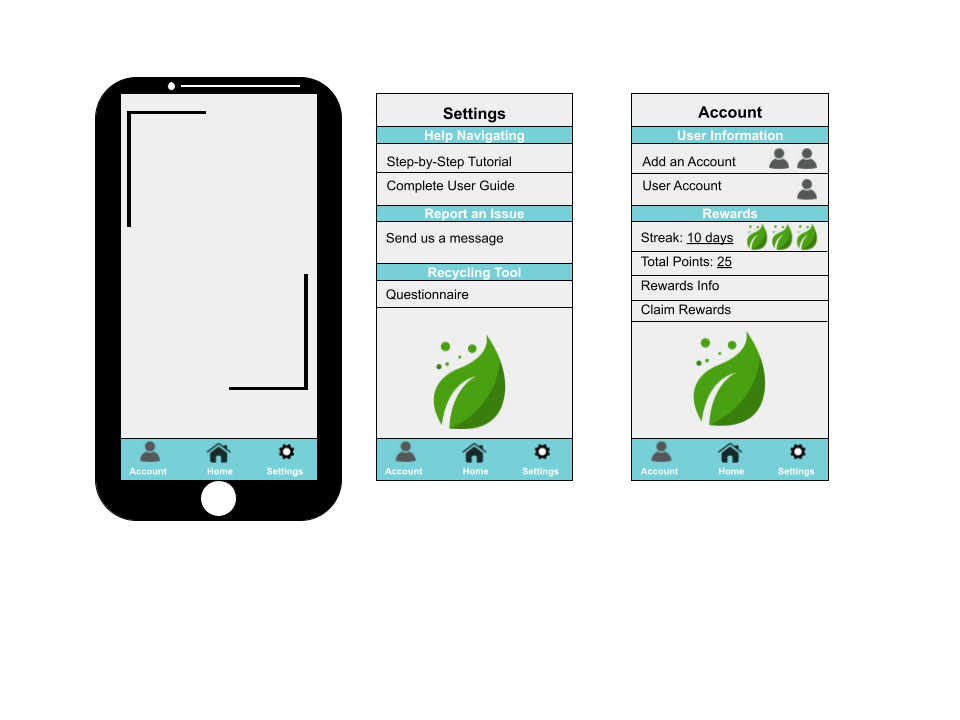 Account Home Settings
Settings
Help Navigating
Step-by-Step Tutorial
Complete User Guide
Report an Issue
Send us a message
Recycling Tool
Questionnaire
Account Home Settings
Account
User Information
Add an Account
User Account
Rewards
Streak: 10 days
Total Points: 25
Rewards Info
Claim Rewards
Account Home Settings